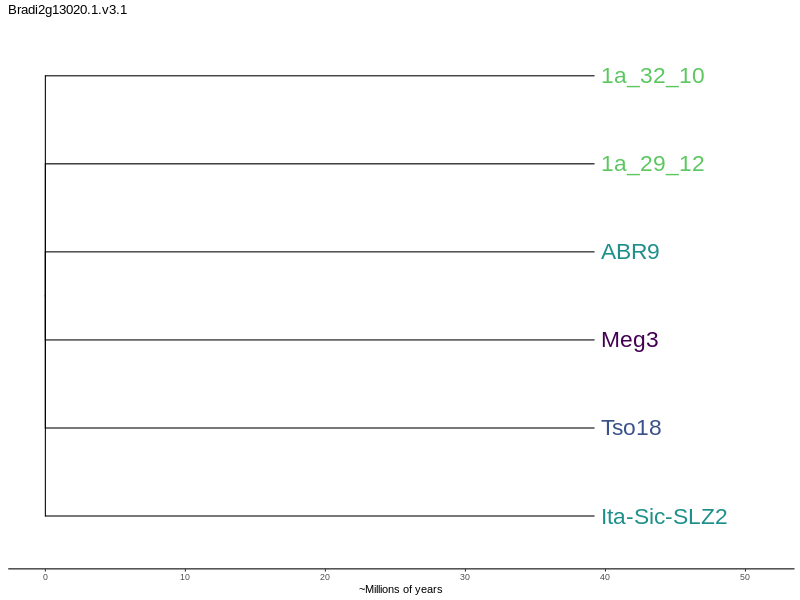 Bradi2g13020.1.v3.1
1a_32_10
1a_29_12
ABR9
Meg3
Tso18
Ita-Sic-SLZ2
0 10 20 30 40 50
~Millions of years